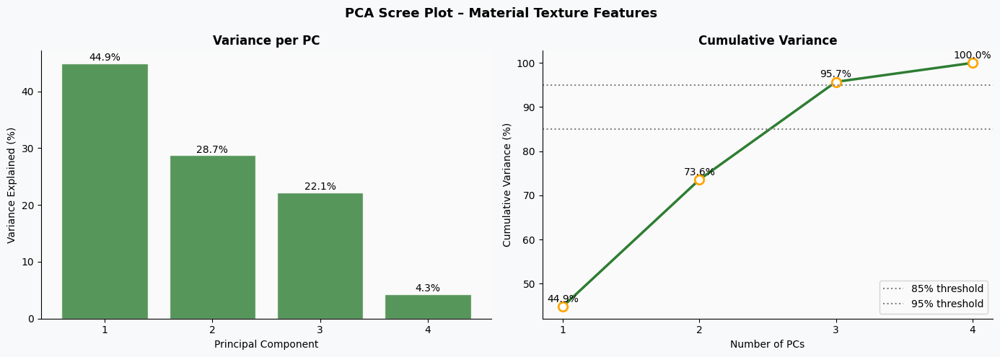 PCA Scree Plot – Material Texture Features
Variance per PC
Variance Explained (%)
40
30
20
10
0
44.9%
28.7%
22.1%
4.3%
1 2 3 4
Principal Component
Cumulative Variance
Cumulative Variance (%)
100
90
80
70
60
50
44.9%
73.6%
95.7%
100.0%
85% threshold
95% threshold
1 2 3 4
Number of PCs